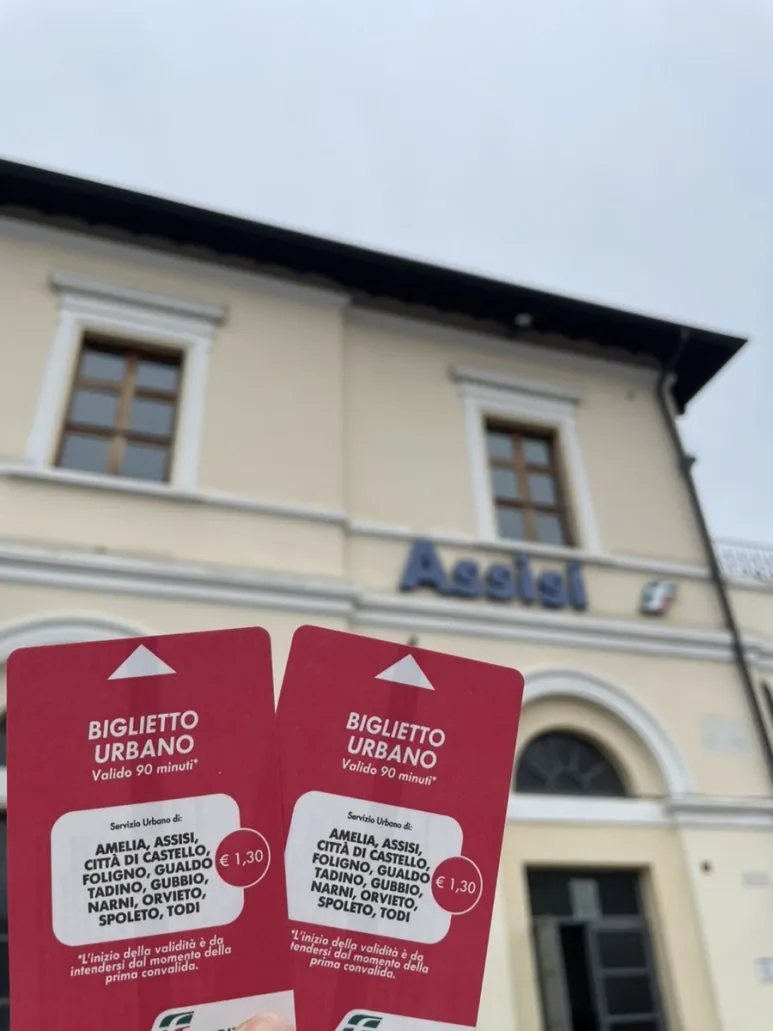 Assisi
BIGLIETTO
URBANO
Valido 90 minuti*
Servizio Urbano di:
AMELIA, ASSISI,
CITTÀ DI CASTELLO,
FOLIGNO, GUALDO
TADINO, GUBBIO,
NARNI, ORVIETO,
SPOLETO, TODI
€ 1,30
*L'inizio della validità è da
intendersi dal momento della
prima convalida.
BIGLIETTO
URBANO
Valido 90 minuti*
Servizio Urbano di:
AMELIA, ASSISI,
CITTÀ DI CASTELLO,
FOLIGNO, GUALDO
TADINO, GUBBIO,
NARNI, ORVIETO,
SPOLETO, TODI
€ 1,30
*L'inizio della validità è da
intendersi dal momento della
prima convalida.